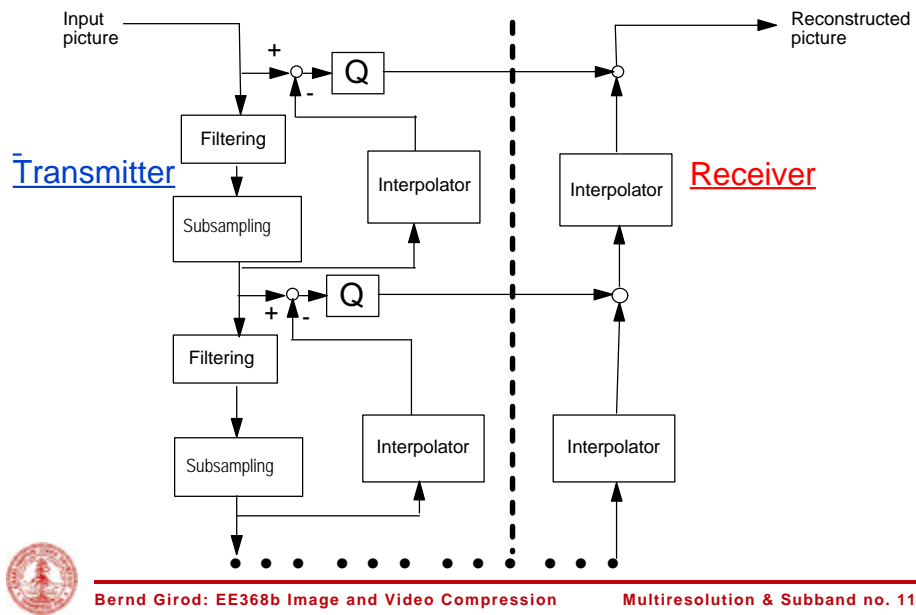 Input
picture
Reconstructed
picture
+
Q
-
Filtering
Transmitter
Interpolator
Interpolator
Receiver
Subsampling
Q
+ -
Filtering
Subsampling
Interpolator
Interpolator
Bernd Girod: EE368b Image and Video Compression Multiresolution & Subband no. 11